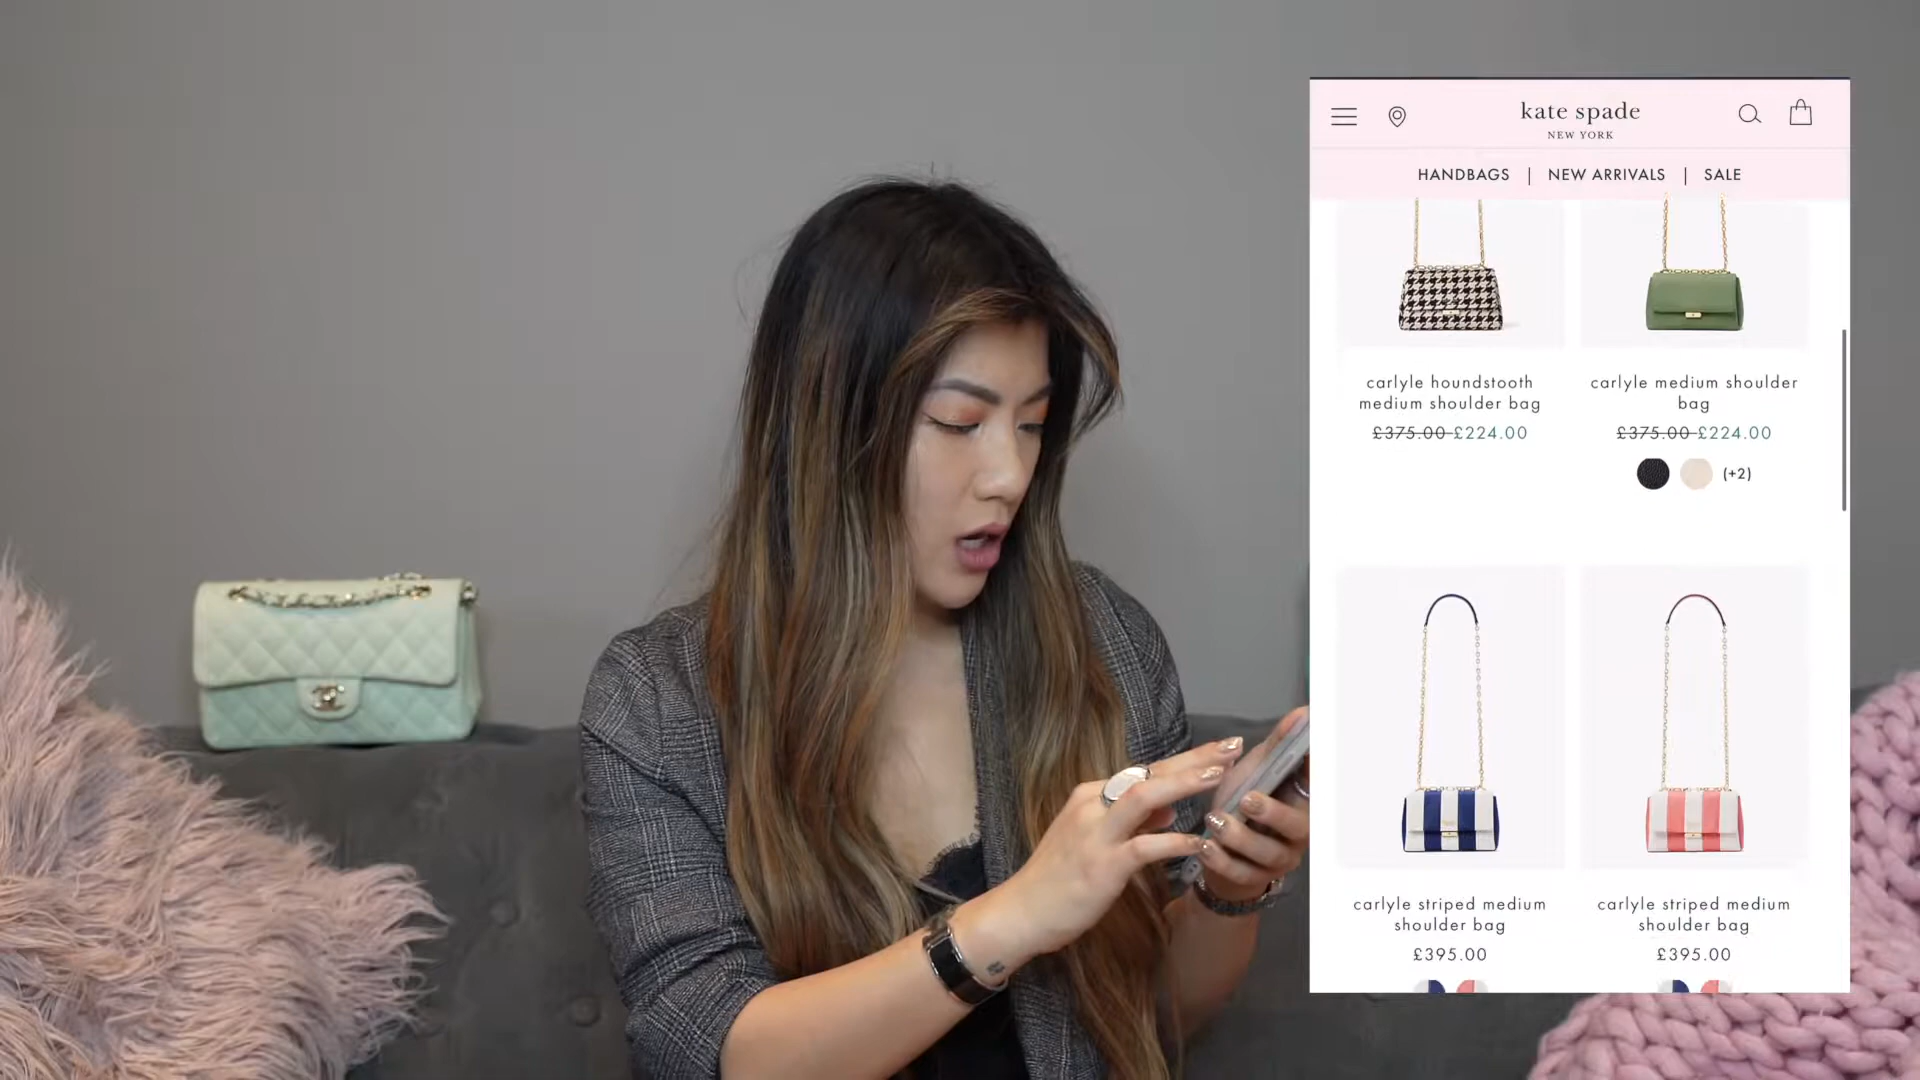 kate spade
NEW YORK
HANDBAGS | NEW ARRIVALS | SALE
carlyle houndstooth
medium shoulder bag
£375.00 £224.00
carlyle medium shoulder
bag
£375.00 £224.00
(+2)
carlyle striped medium
shoulder bag
£395.00
carlyle striped medium
shoulder bag
£395.00